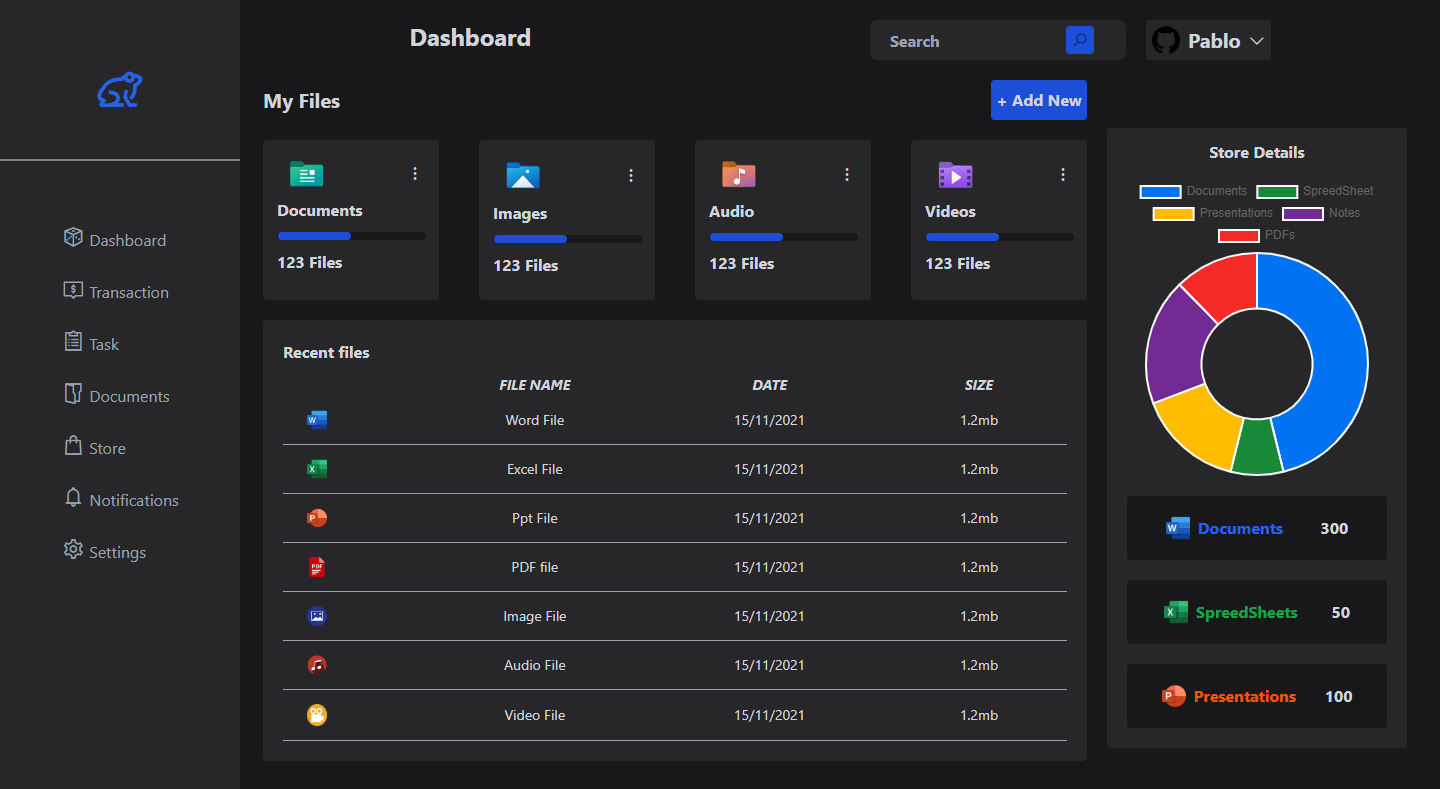 Dashboard
Search
Pablo
Dashboard
Transaction
Task
Documents
Store
Notifications
Settings
My Files
+ Add New
Documents
123 Files
Images
123 Files
Audio
123 Files
Videos
123 Files
Recent files
FILE NAME DATE SIZE
W Word File 15/11/2021 1.2mb
X Excel File 15/11/2021 1.2mb
P Ppt File 15/11/2021 1.2mb
PDF PDF file 15/11/2021 1.2mb
Image File 15/11/2021 1.2mb
Audio File 15/11/2021 1.2mb
Video File 15/11/2021 1.2mb
Store Details
Documents SpreedSheet
Presentations Notes
PDFs
W Documents 300
X SpreedSheets 50
P Presentations 100